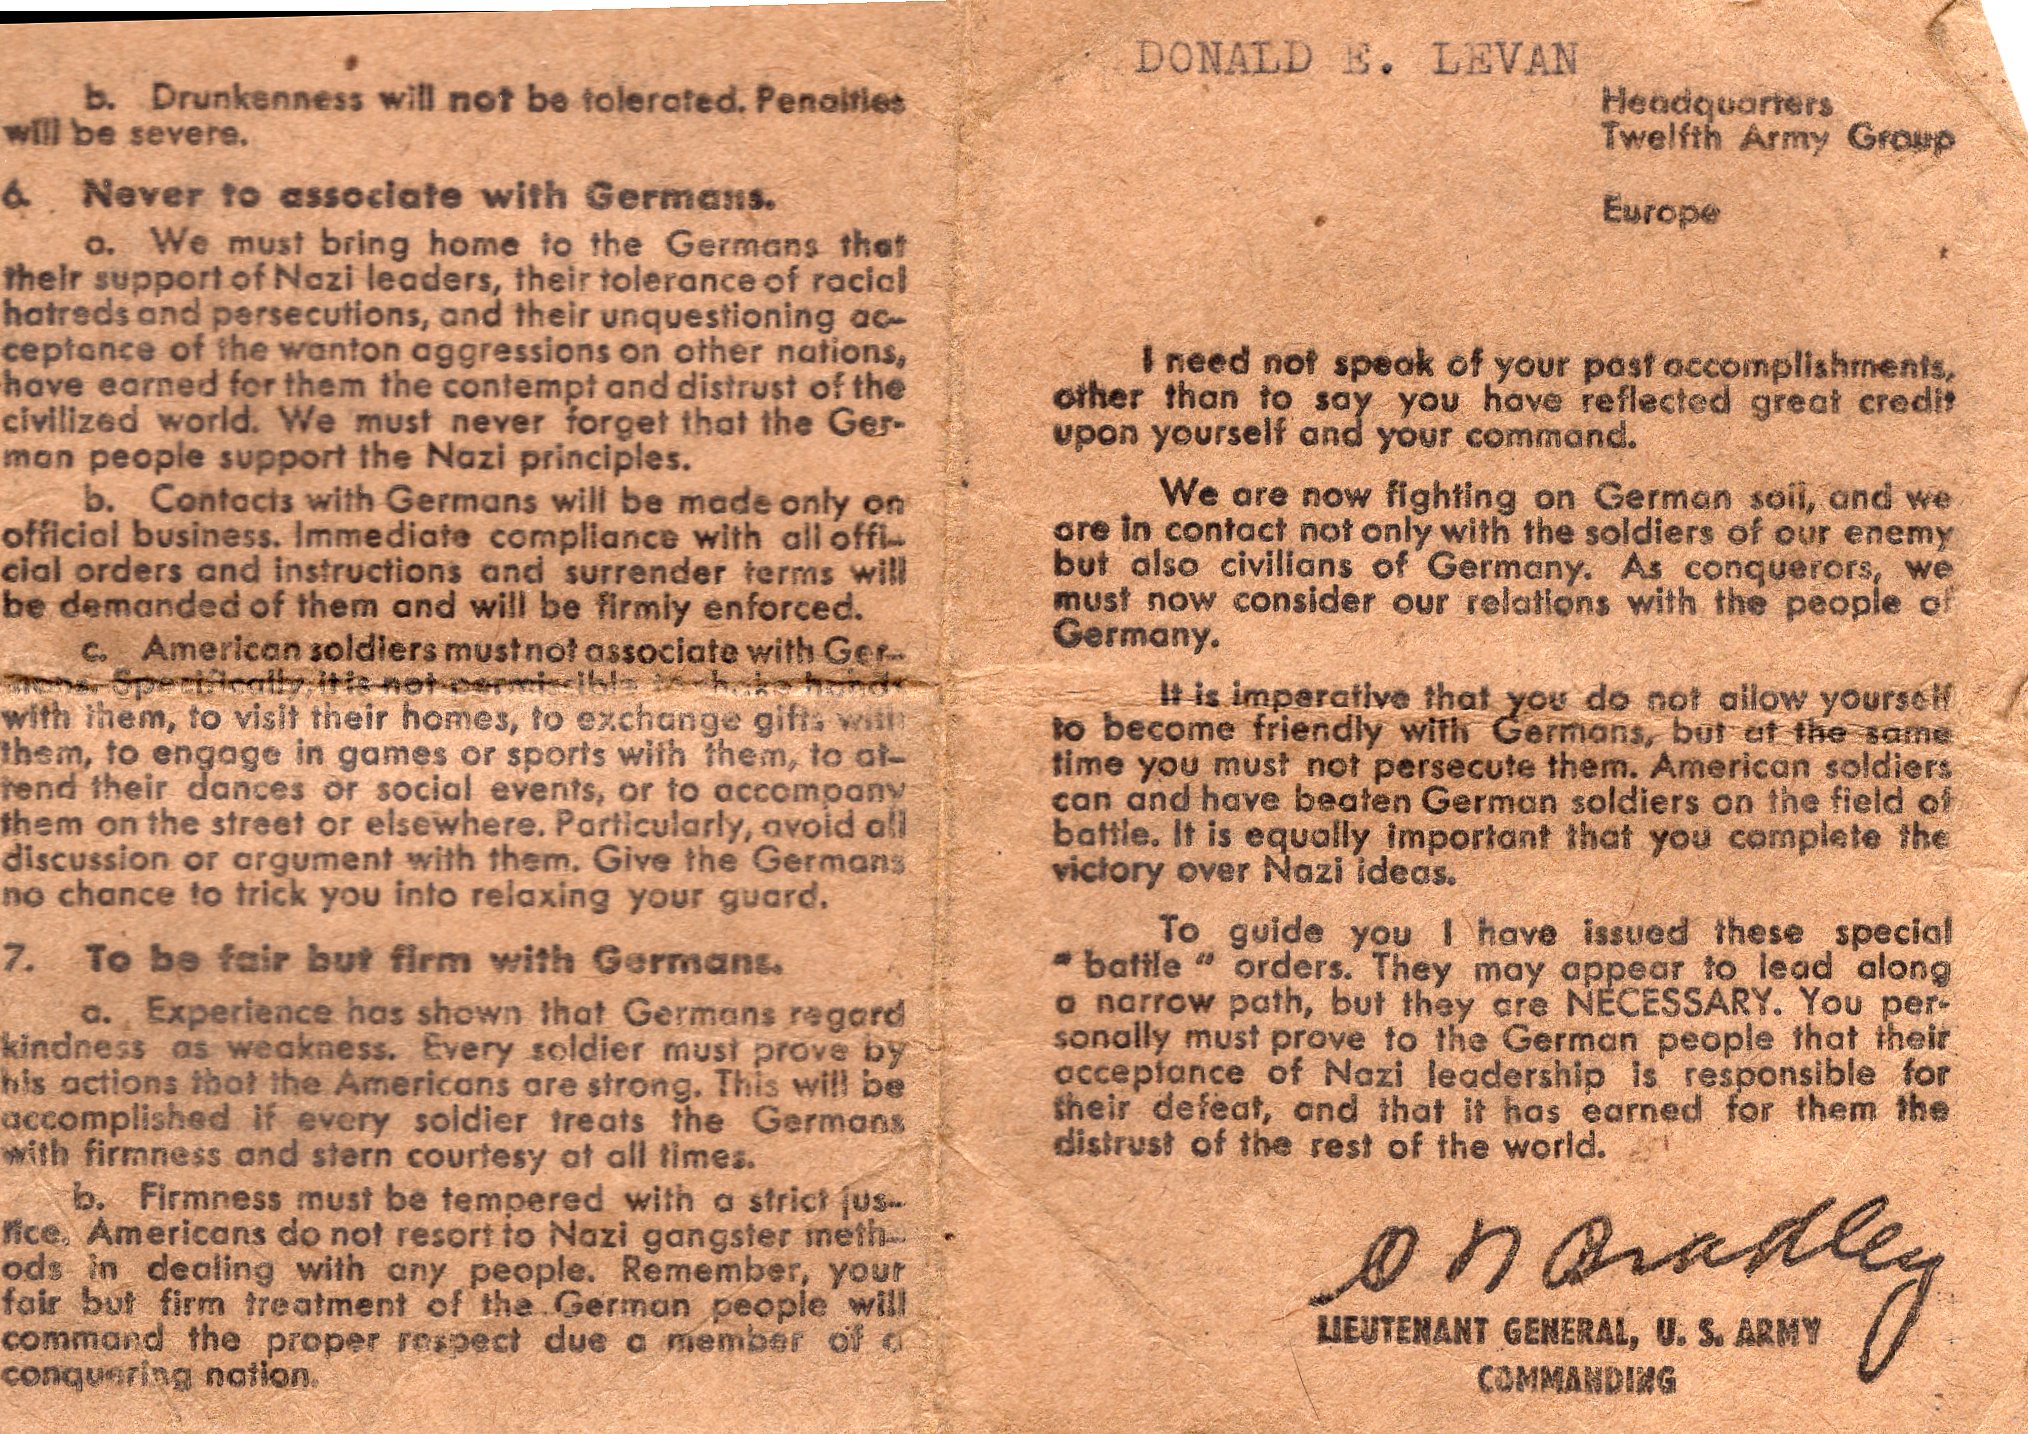 b. Drunkenness will not be tolerated. Penalties
will be severe.
6. Never to associate with Germans.
a. We must bring home to the Germans that
their support of Nazi leaders, their tolerance of racial
hatreds and persecutions, and their unquestioning ac-
ceptance of the wanton aggressions on other nations,
have earned for them the contempt and distrust of the
civilized world. We must never forget that the Ger-
man people support the Nazi principles.
b. Contacts with Germans will be made only on
official business. Immediate compliance with all offi-
cial orders and instructions and surrender terms will
be demanded of them and will be firmly enforced.
c. American soldiers must not associate with Ger-
mans. Specifically, it is not permissible to shake hands
with them, to visit their homes, to exchange gifts with
them, to engage in games or sports with them, to at-
tend their dances or social events, or to accompany
them on the street or elsewhere. Particularly, avoid all
discussion or argument with them. Give the Germans
no chance to trick you into relaxing your guard.
7. To be fair but firm with Germans.
a. Experience has shown that Germans regard
kindness as weakness. Every soldier must prove by
his actions that the Americans are strong. This will be
accomplished if every soldier treats the Germans
with firmness and stern courtesy at all times.
b. Firmness must be tempered with a strict jus-
tice. Americans do not resort to Nazi gangster meth-
ods in dealing with any people. Remember, your
fair but firm treatment of the German people will
command the proper respect due a member of a
conquering nation.
DONALD E. LEVAN
Headquarters
Twelfth Army Group
Europe
I need not speak of your past accomplishments,
other than to say you have reflected great credit
upon yourself and your command.
We are now fighting on German soil, and we
are in contact not only with the soldiers of our enemy
but also civilians of Germany. As conquerors, we
must now consider our relations with the people of
Germany.
It is imperative that you do not allow yourself
to become friendly with Germans, but at the same
time you must not persecute them. American soldiers
can and have beaten German soldiers on the field of
battle. It is equally important that you complete the
victory over Nazi ideas.
To guide you I have issued these special
" battle " orders. They may appear to lead along
a narrow path, but they are NECESSARY. You per-
sonally must prove to the German people that their
acceptance of Nazi leadership is responsible for
their defeat, and that it has earned for them the
distrust of the rest of the world.
O N Bradley
LIEUTENANT GENERAL, U. S. ARMY
COMMANDING